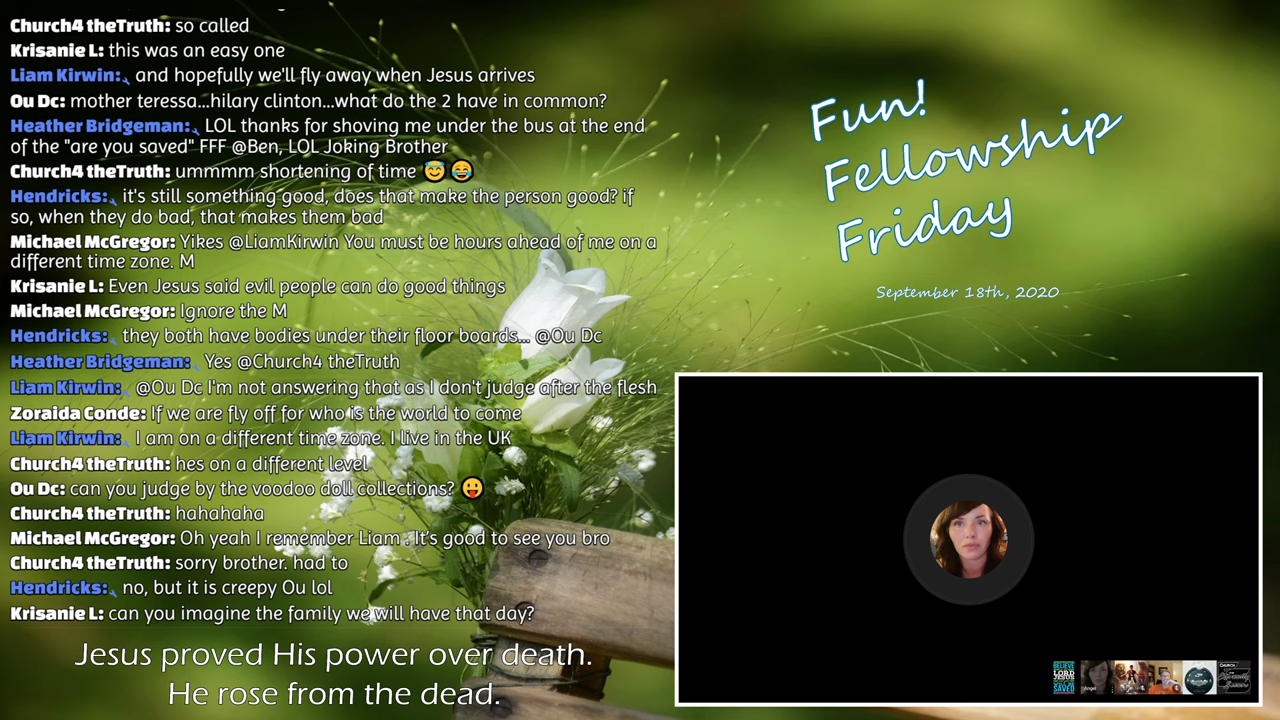 Church4 theTruth: so called
Krisanie L: this was an easy one
Liam Kirwin: and hopefully we'll fly away when Jesus arrives
Ou Dc: mother teressa...hilary clinton...what do the 2 have in common?
Heather Bridgeman: LOL thanks for shoving me under the bus at the end
of the "are you saved" FFF @Ben, LOL Joking Brother
Church4 theTruth: ummmm shortening of time 😇 😂
Hendricks: it's still something good, does that make the person good? if
so, when they do bad, that makes them bad
Michael McGregor: Yikes @LiamKirwin You must be hours ahead of me on a
different time zone. M
Krisanie L: Even Jesus said evil people can do good things
Michael McGregor: Ignore the M
Hendricks: they both have bodies under their floor boards... @Ou Dc
Heather Bridgeman: Yes @Church4 theTruth
Liam Kirwin: @Ou Dc I'm not answering that as I don't judge after the flesh
Zoraida Conde: If we are fly off for who is the world to come
Liam Kirwin: I am on a different time zone. I live in the UK
Church4 theTruth: hes on a different level
Ou Dc: can you judge by the voodoo doll collections? 😛
Church4 theTruth: hahahaha
Michael McGregor: Oh yeah I remember Liam . It's good to see you bro
Church4 theTruth: sorry brother. had to
Hendricks: no, but it is creepy Ou lol
Krisanie L: can you imagine the family we will have that day?
Jesus proved His power over death.
He rose from the dead.
Fun!
Fellowship
Friday
September 18th, 2020
BELIEVE
LORD
JESUS
SAVED
Angel
CHURCH